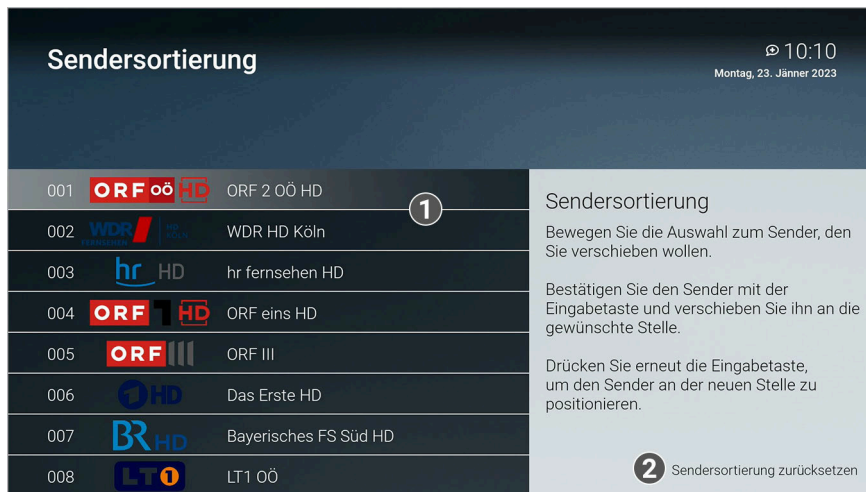 Sendersortierung
10:10
Montag, 23. Jänner 2023
001 ORF OÖ HD ORF 2 OÖ HD
1
002 WDR FERNSEHEN HD KÖLN WDR HD Köln
003 hr HD hr fernsehen HD
004 ORF 1 HD ORF eins HD
005 ORF III ORF III
006 1 HD Das Erste HD
007 BR HD Bayerisches FS Süd HD
008 LT1 LT1 OÖ
Sendersortierung
Bewegen Sie die Auswahl zum Sender, den
Sie verschieben wollen.
Bestätigen Sie den Sender mit der
Eingabetaste und verschieben Sie ihn an die
gewünschte Stelle.
Drücken Sie erneut die Eingabetaste,
um den Sender an der neuen Stelle zu
positionieren.
2 Sendersortierung zurücksetzen